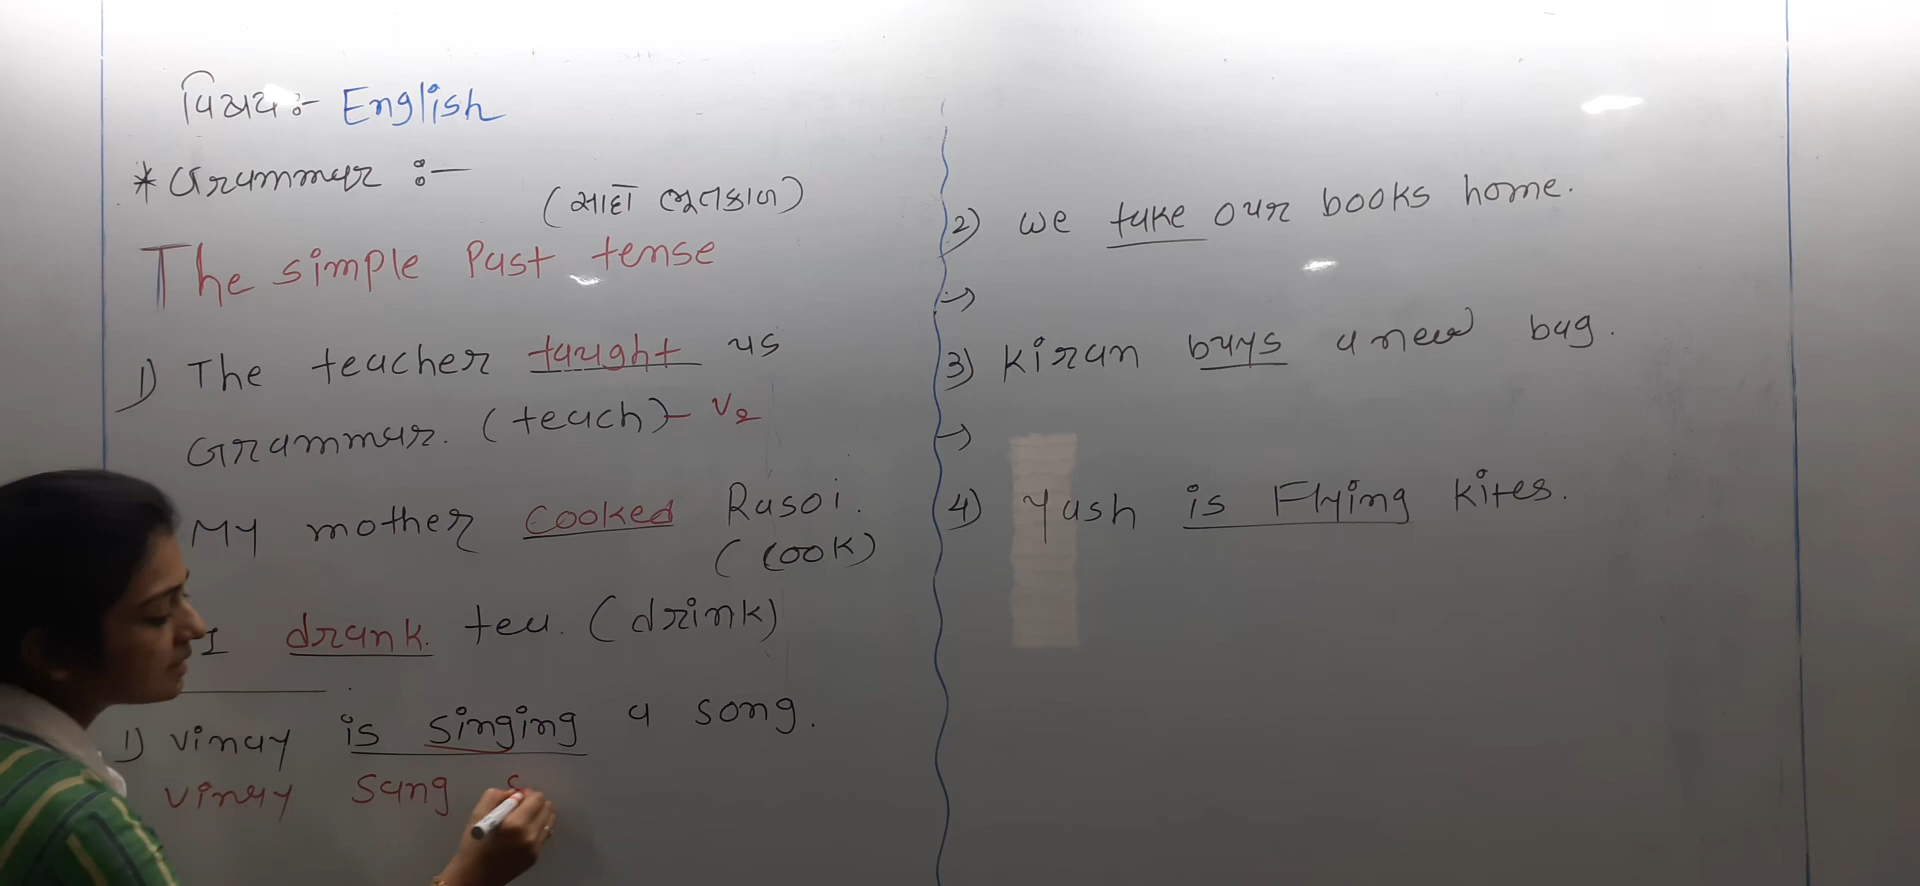 વિષય :- English
* Grammar :-
(સાદો ભૂતકાળ)
The simple Past tense
1) The teacher taught us
Grammar. (teach) - V2
My mother cooked Rasoi.
(cook)
I drank tea. (drink)
1) Vinay is singing a song.
Vinay sang s
2) we take our books home.
→
3) Kiran buys a new bag.
→
4) Yash is Flying kites.